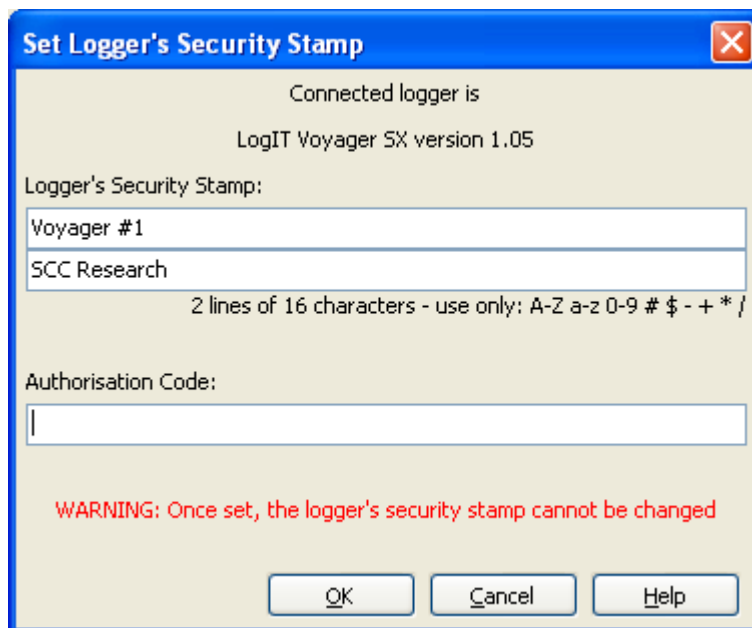 Set Logger's Security Stamp
Connected logger is
LogIT Voyager SX version 1.05
Logger's Security Stamp:
Voyager #1
SCC Research
2 lines of 16 characters - use only: A-Z a-z 0-9 # $ - + * /
Authorisation Code:
WARNING: Once set, the logger's security stamp cannot be changed
OK Cancel Help